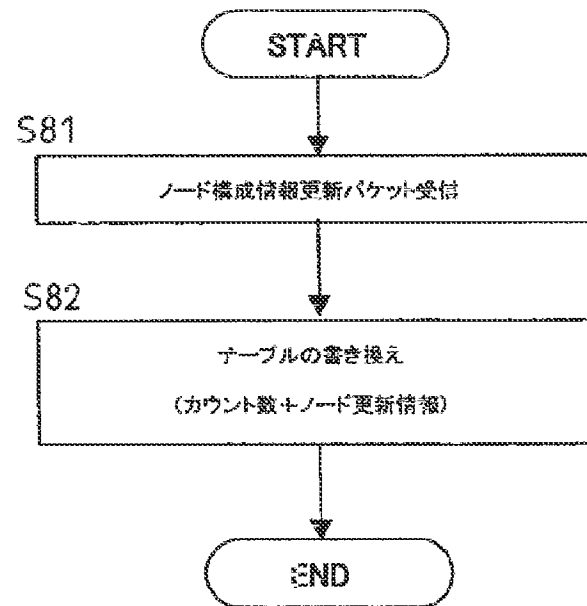 START
S81
ノード構成情報更新パケット受信
S82
テーブルの書き換え
(カウント数+ノード更新情報)
END